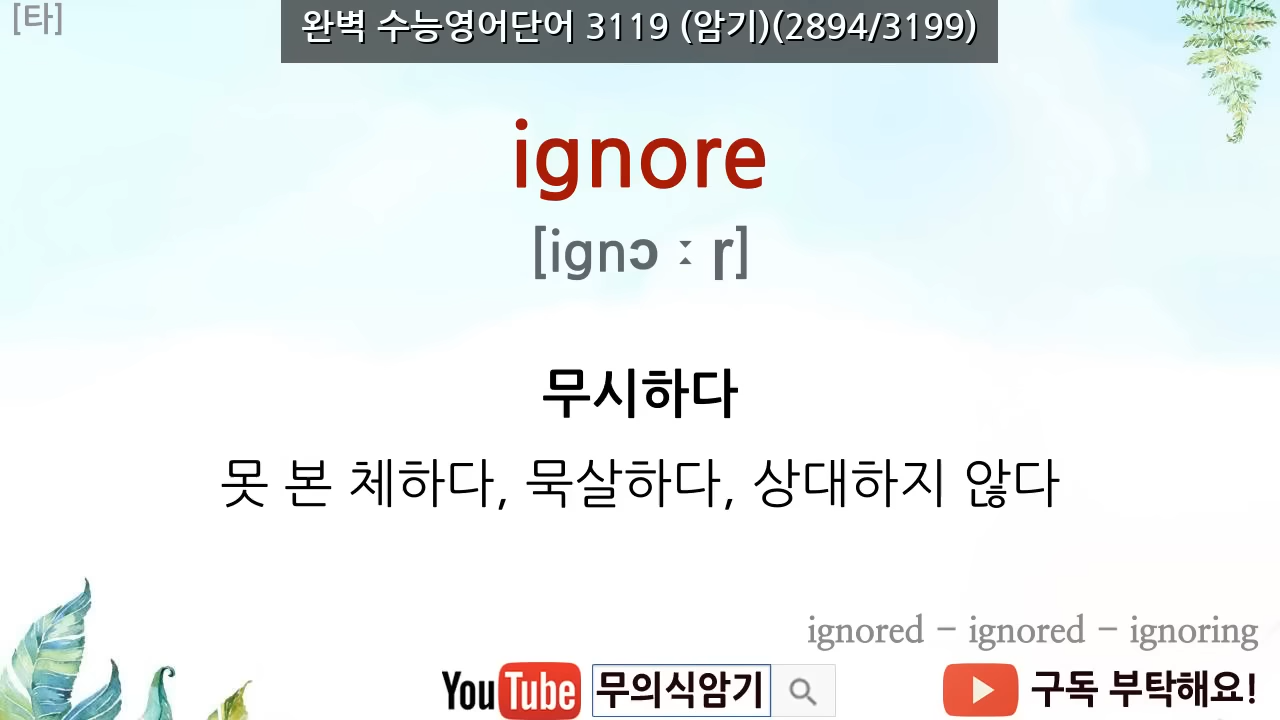 [타]
완벽 수능영어단어 3119 (암기)(2894/3199)
ignore
[ignɔːr]
무시하다
못 본 체하다, 묵살하다, 상대하지 않다
ignored - ignored - ignoring
YouTube 무의식암기 구독 부탁해요!